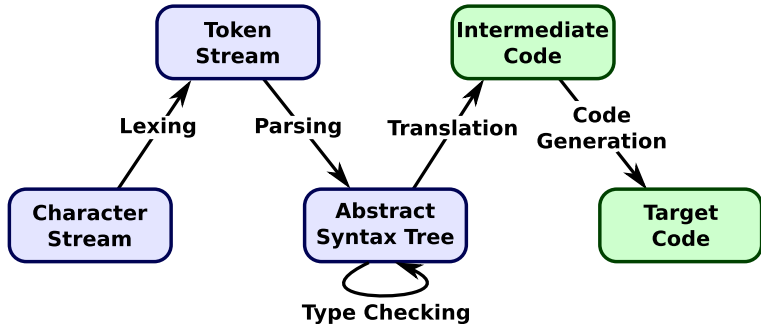 Token
Stream
Intermediate
Code
Lexing
Parsing
Translation
Code
Generation
Character
Stream
Abstract
Syntax Tree
Target
Code
Type Checking